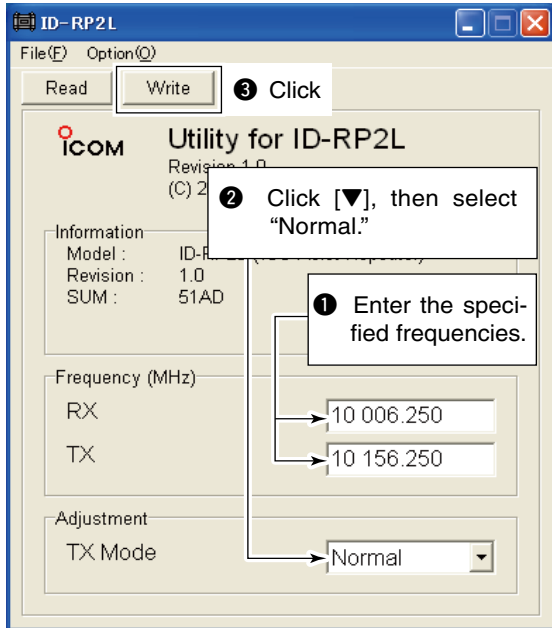 ID-RP2L
File(F) Option(O)
Read Write ❸ Click
ICOM Utility for ID-RP2L
Revision 1.0
(C) 2
❷ Click [▼], then select
“Normal.”
Information
Model :
Revision : 1.0
SUM : 51AD
❶ Enter the speci-
fied frequencies.
Frequency (MHz)
RX 10 006.250
TX 10 156.250
Adjustment
TX Mode Normal